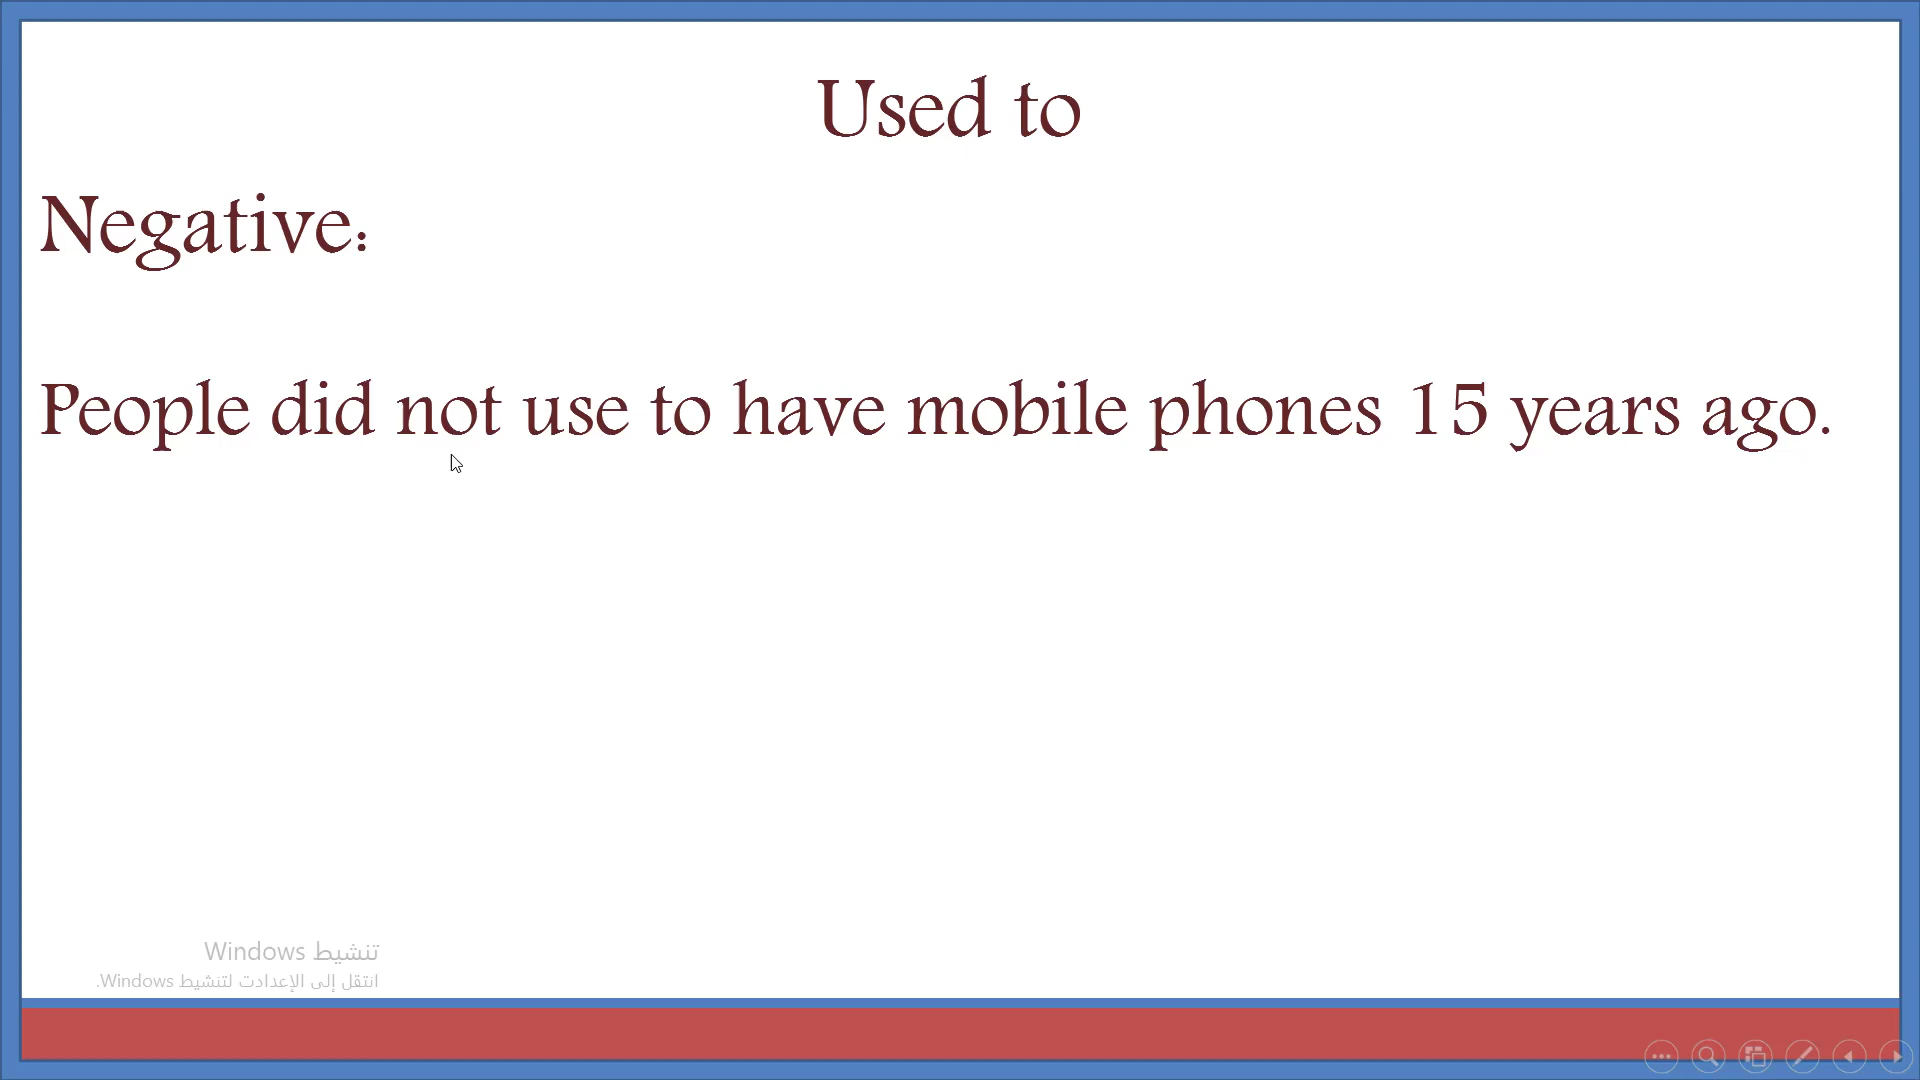 Used to
Negative:
People did not use to have mobile phones 15 years ago.
تنشيط Windows
انتقل إلى الإعدادت لتنشيط Windows.